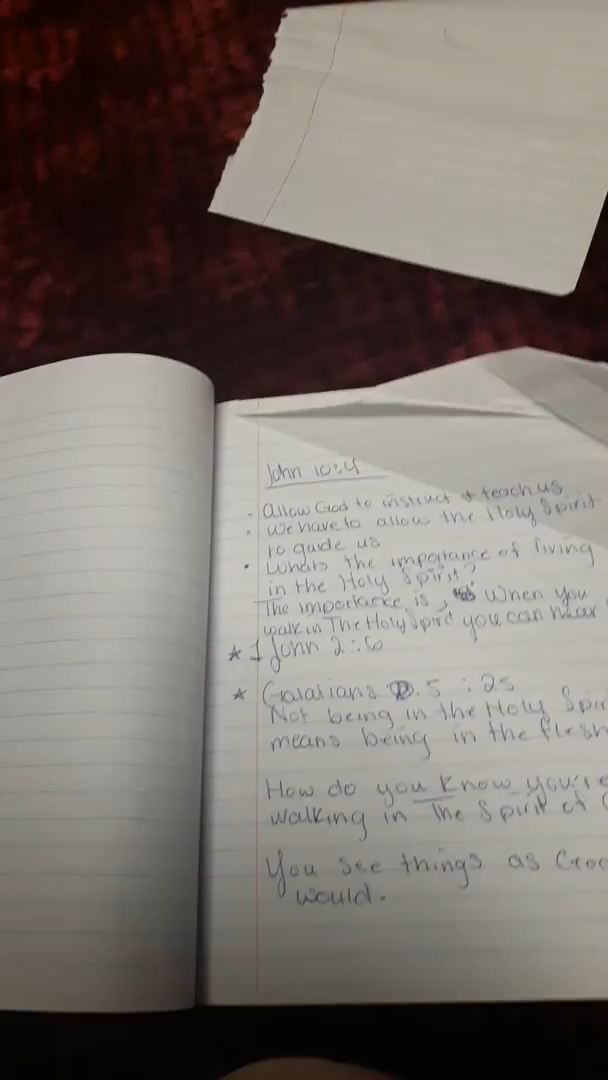 John 10:4
- allow God to instruct & teach us
• We have to allow the Holy Spirit
to guide us
• Whats the importance of living
in the Holy Spirit?
The importance is, When you
walk in The Holy Spirt you can
* 1 John 2:6
* Galatians 5:25
Not being in the Holy Spir
means being in the flesh
How do you know you're
walking in The Spirit of
You see things as
would.